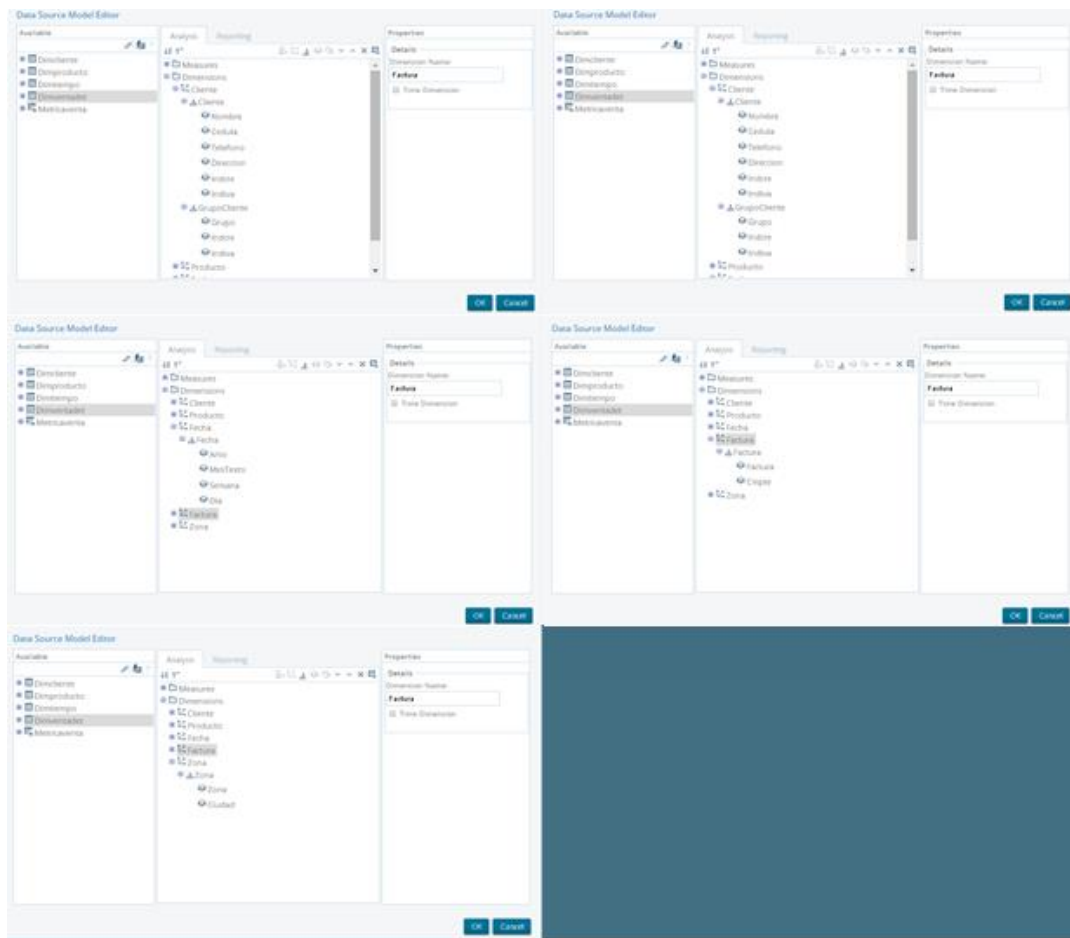 Data Source Model Editor
Available
Dimcliente
Dimproducto
Dimtiempo
Dimventadet
Metricaventa
Analysis Reporting
Measures
Dimensions
Cliente
Cliente
Nombre
Cedula
Telefono
Direccion
GrupoCliente
Grupo
Producto
Properties
Details
Dimension Name:
Factura
Time Dimension
OK Cancel
Data Source Model Editor
Available
Dimcliente
Dimproducto
Dimtiempo
Dimventadet
Metricaventa
Analysis Reporting
Measures
Dimensions
Cliente
Cliente
Nombre
Cedula
Telefono
Direccion
GrupoCliente
Grupo
Producto
Properties
Details
Dimension Name:
Factura
Time Dimension
OK Cancel
Data Source Model Editor
Available
Dimcliente
Dimproducto
Dimtiempo
Dimventadet
Metricaventa
Analysis Reporting
Measures
Dimensions
Cliente
Producto
Fecha
Fecha
Semana
Dia
Factura
Zona
Properties
Details
Dimension Name:
Factura
Time Dimension
OK Cancel
Data Source Model Editor
Available
Dimcliente
Dimproducto
Dimtiempo
Dimventadet
Metricaventa
Analysis Reporting
Measures
Dimensions
Cliente
Producto
Fecha
Factura
Factura
Factura
Zona
Properties
Details
Dimension Name:
Factura
Time Dimension
OK Cancel
Data Source Model Editor
Available
Dimcliente
Dimproducto
Dimtiempo
Dimventadet
Metricaventa
Analysis Reporting
Measures
Dimensions
Cliente
Producto
Fecha
Factura
Zona
Zona
Zona
Ciudad
Properties
Details
Dimension Name:
Factura
Time Dimension
OK Cancel